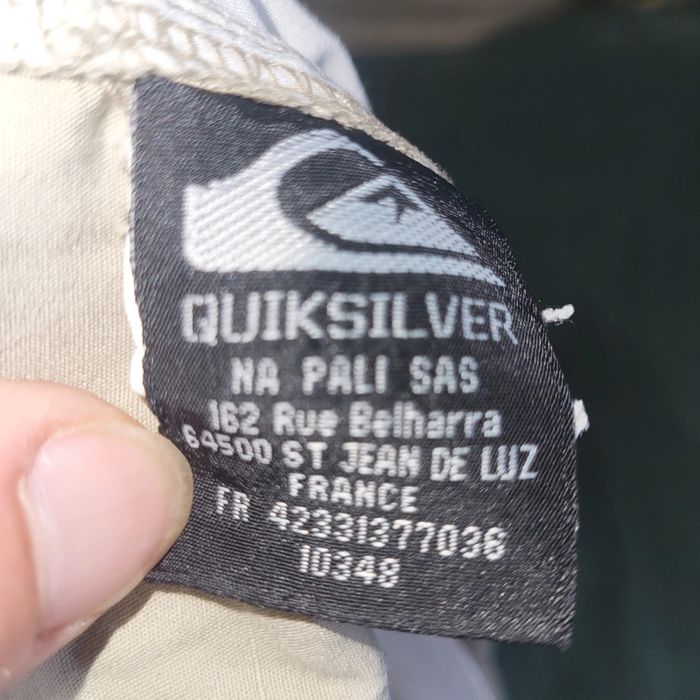 QUIKSILVER
NA PALI SAS
162 Rue Belharra
64500 ST JEAN DE LUZ
FRANCE
FR 42331377036
10348